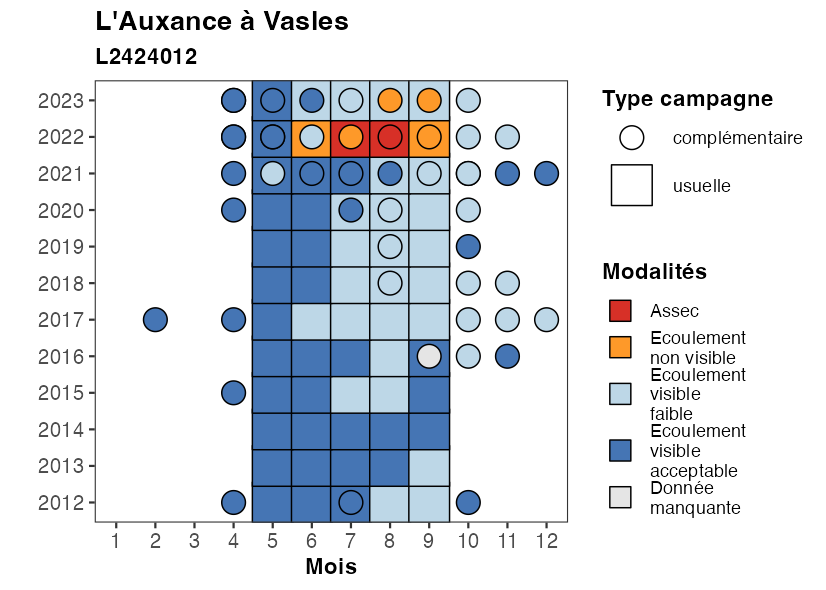 L'Auxance à Vasles
L2424012
2023
2022
2021
2020
2019
2018
2017
2016
2015
2014
2013
2012
1 2 3 4 5 6 7 8 9 10 11 12
Mois
Type campagne
complémentaire
usuelle
Modalités
Assec
Ecoulement
non visible
Ecoulement
visible
faible
Ecoulement
visible
acceptable
Donnée
manquante